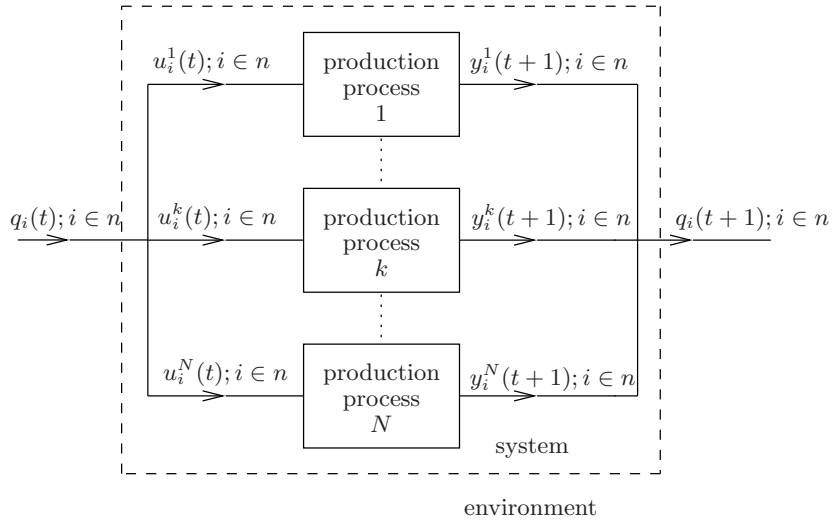 u_i^1(t); i ∈ n
production
process
1
y_i^1(t+1); i ∈ n
q_i(t); i ∈ n
u_i^k(t); i ∈ n
production
process
k
y_i^k(t+1); i ∈ n
q_i(t+1); i ∈ n
u_i^N(t); i ∈ n
production
process
N
y_i^N(t+1); i ∈ n
system
environment